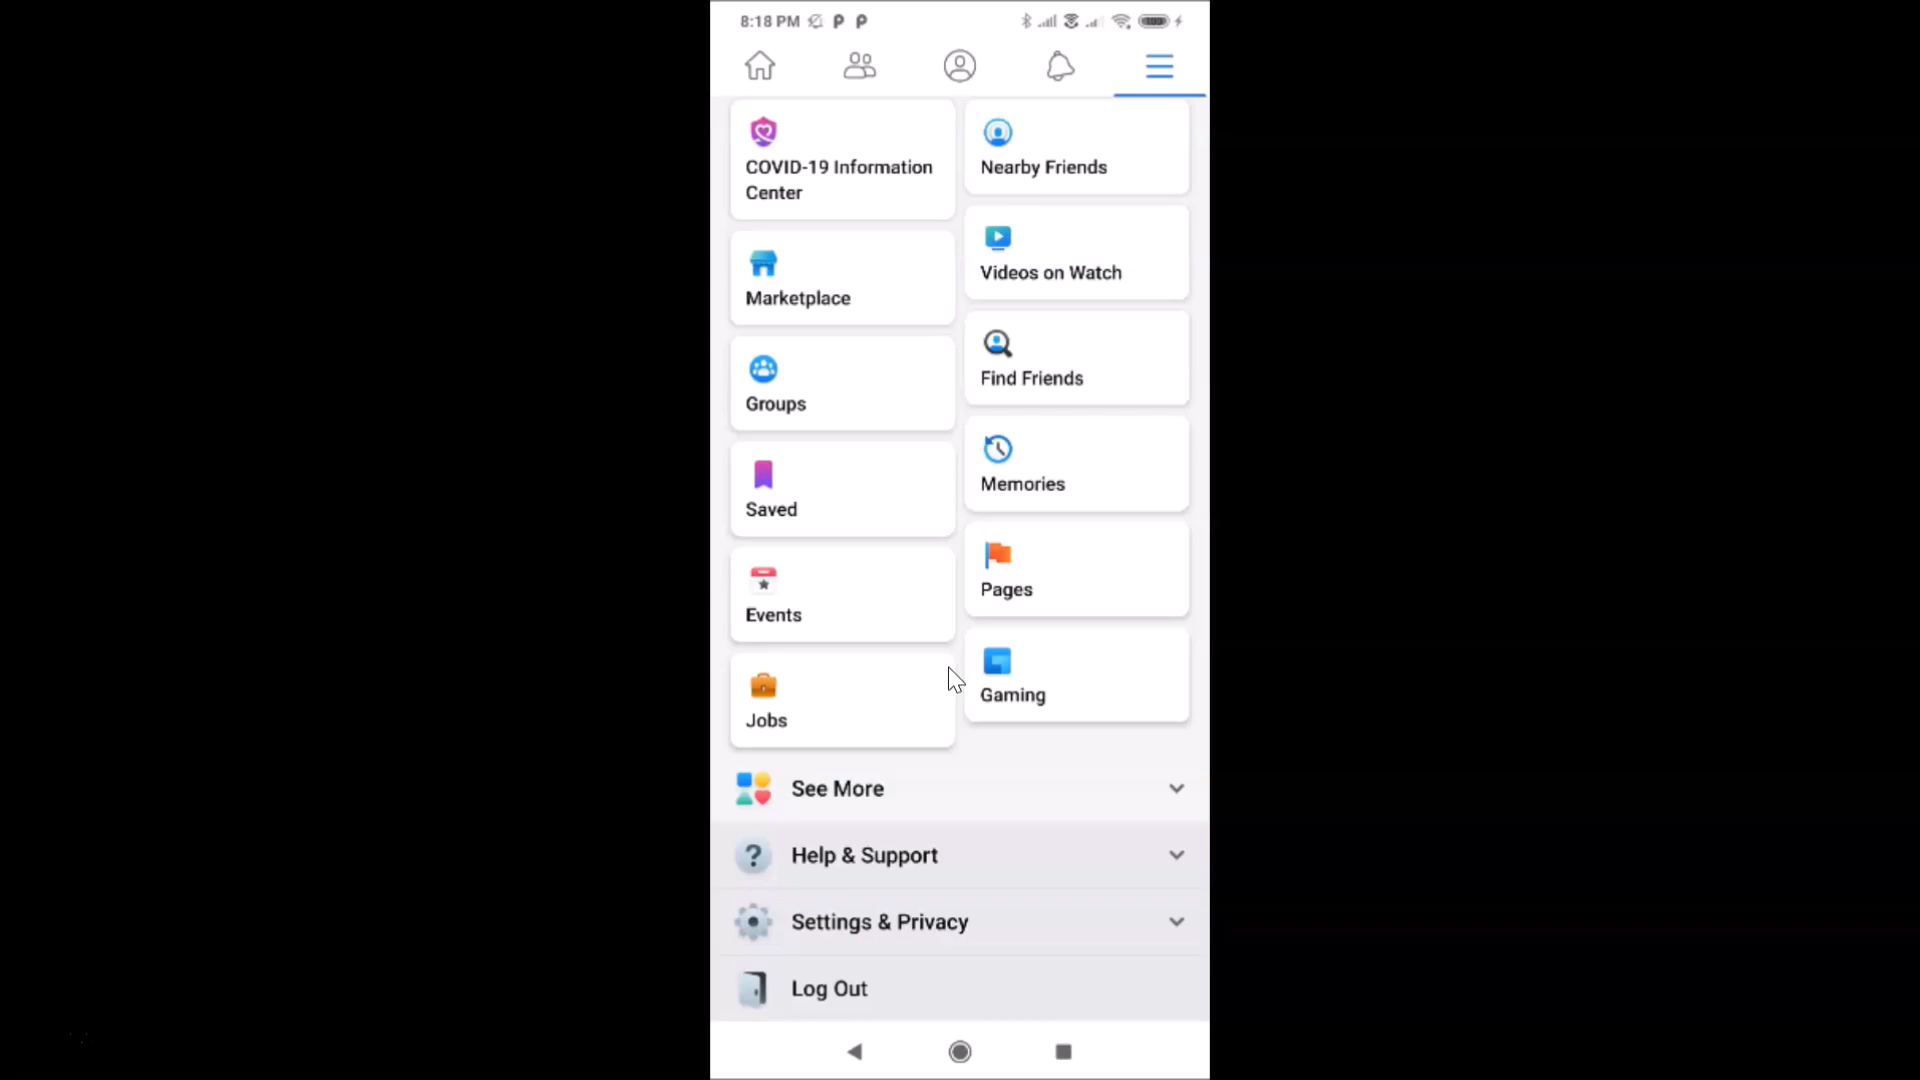 8:18 PM
COVID-19 Information
Center
Nearby Friends
Marketplace
Videos on Watch
Groups
Find Friends
Saved
Memories
Events
Pages
Jobs
Gaming
See More
Help & Support
Settings & Privacy
Log Out